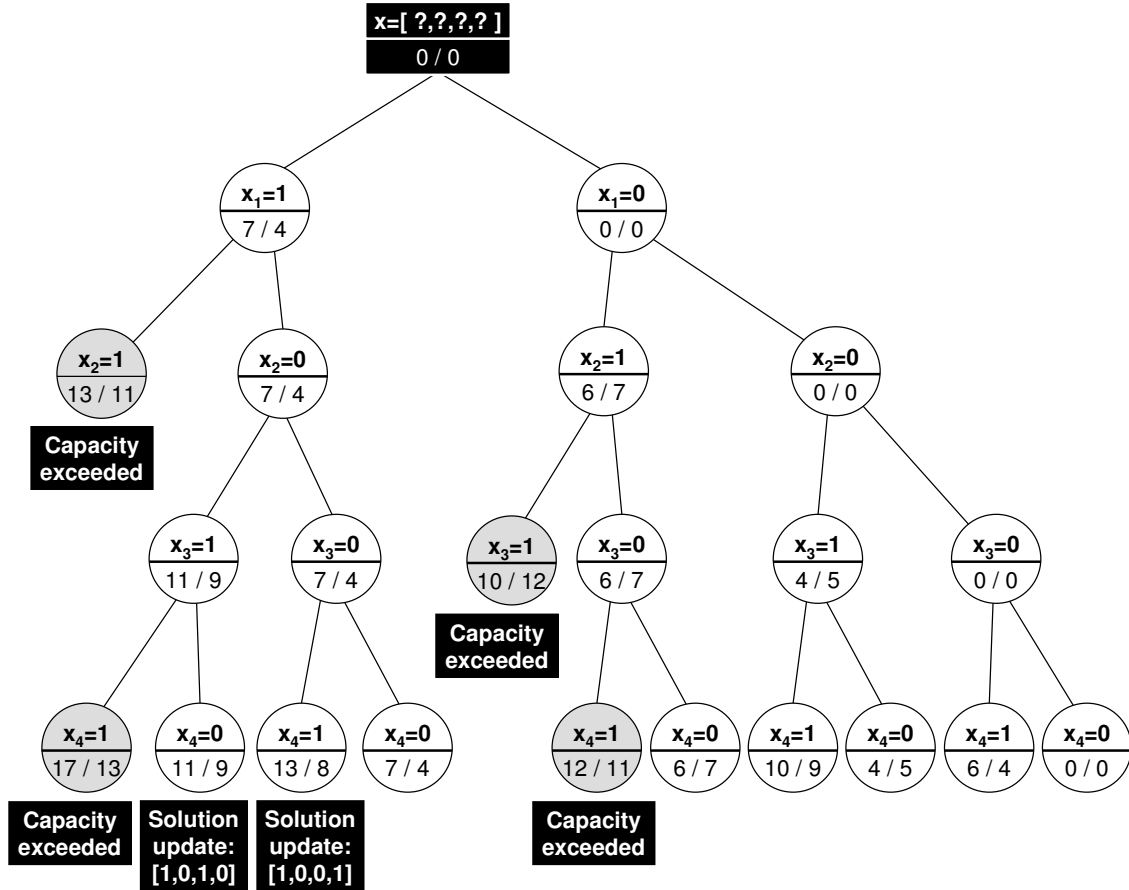 x=[ ?,?,?,? ]
0 / 0
x₁=1
7 / 4
x₁=0
0 / 0
x₂=1
13 / 11
Capacity
exceeded
x₂=0
7 / 4
x₂=1
6 / 7
x₂=0
0 / 0
x₃=1
11 / 9
x₃=0
7 / 4
x₃=1
10 / 12
Capacity
exceeded
x₃=0
6 / 7
x₃=1
4 / 5
x₃=0
0 / 0
x₄=1
17 / 13
Capacity
exceeded
x₄=0
11 / 9
Solution
update:
[1,0,1,0]
x₄=1
13 / 8
Solution
update:
[1,0,0,1]
x₄=0
7 / 4
x₄=1
12 / 11
Capacity
exceeded
x₄=0
6 / 7
x₄=1
10 / 9
x₄=0
4 / 5
x₄=1
6 / 4
x₄=0
0 / 0